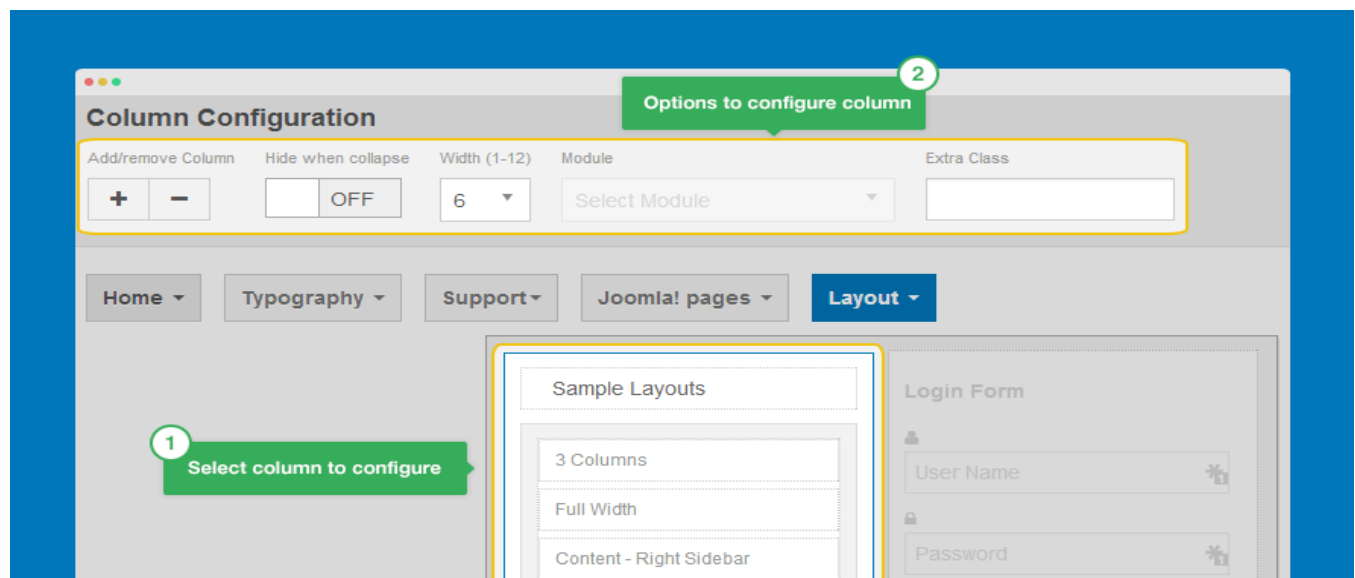 2
Options to configure column
Column Configuration
Add/remove Column Hide when collapse Width (1-12) Module Extra Class
+ − OFF 6 Select Module
Home Typography Support Joomla! pages Layout
Sample Layouts
Login Form
1
Select column to configure
3 Columns
User Name
Full Width
Content - Right Sidebar
Password